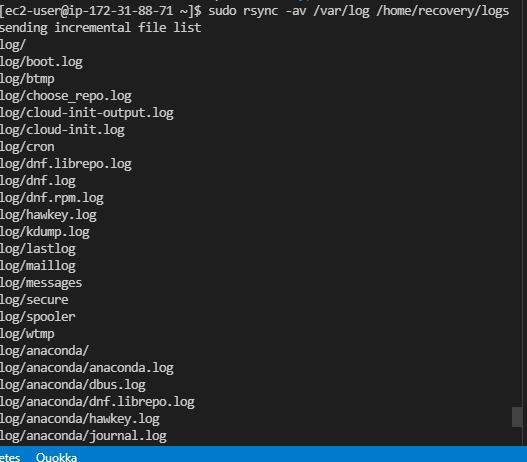 [ec2-user@ip-172-31-88-71 ~]$ sudo rsync -av /var/log /home/recovery/logs
sending incremental file list
log/
log/boot.log
log/btmp
log/choose_repo.log
log/cloud-init-output.log
log/cloud-init.log
log/cron
log/dnf.librepo.log
log/dnf.log
log/dnf.rpm.log
log/hawkey.log
log/kdump.log
log/lastlog
log/maillog
log/messages
log/secure
log/spooler
log/wtmp
log/anaconda/
log/anaconda/anaconda.log
log/anaconda/dbus.log
log/anaconda/dnf.librepo.log
log/anaconda/hawkey.log
log/anaconda/journal.log
etes Quokka